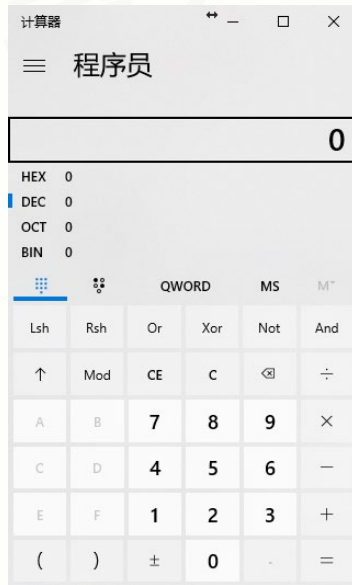 计算器
程序员
0
HEX 0
DEC 0
OCT 0
BIN 0
QWORD MS M˅
Lsh Rsh Or Xor Not And
↑ Mod CE C ⌫ ÷
A B 7 8 9 ×
C D 4 5 6 −
E F 1 2 3 +
( ) ± 0 . =